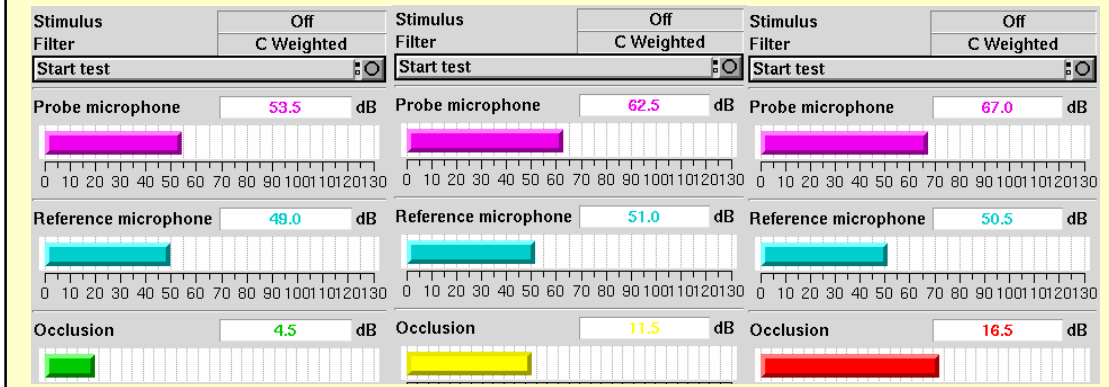 Stimulus Off
Filter C Weighted
Start test
Probe microphone 53.5 dB
0 10 20 30 40 50 60 70 80 90 100 110 120 130
Reference microphone 49.0 dB
0 10 20 30 40 50 60 70 80 90 100 110 120 130
Occlusion 4.5 dB
Stimulus Off
Filter C Weighted
Start test
Probe microphone 62.5 dB
0 10 20 30 40 50 60 70 80 90 100 110 120 130
Reference microphone 51.0 dB
0 10 20 30 40 50 60 70 80 90 100 110 120 130
Occlusion 11.5 dB
Stimulus Off
Filter C Weighted
Start test
Probe microphone 67.0 dB
0 10 20 30 40 50 60 70 80 90 100 110 120 130
Reference microphone 50.5 dB
0 10 20 30 40 50 60 70 80 90 100 110 120 130
Occlusion 16.5 dB